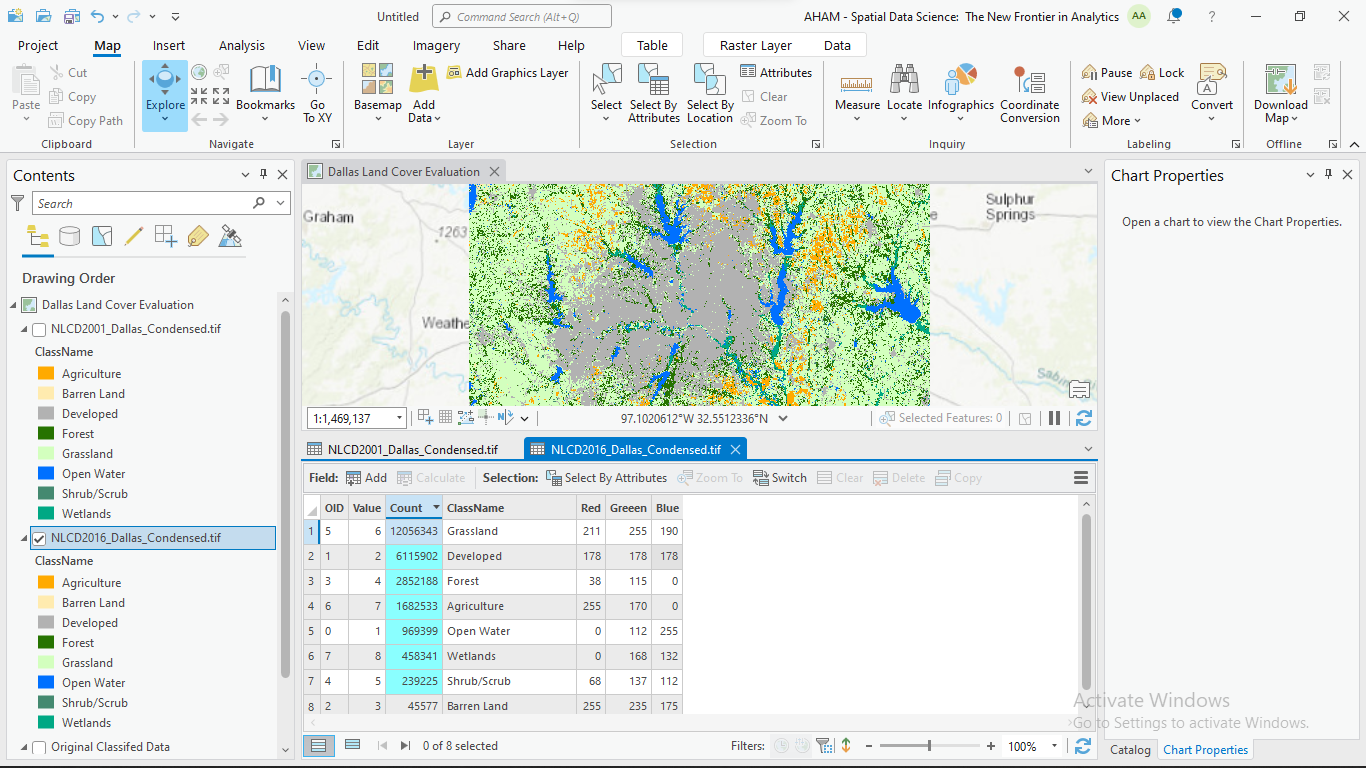 Untitled
Command Search (Alt+Q)
AHAM - Spatial Data Science: The New Frontier in Analytics
AA
?
Project Map Insert Analysis View Edit Imagery Share Help Table Raster Layer Data
Paste
Cut
Copy
Copy Path
Clipboard
Explore
Bookmarks
Go To XY
Navigate
Basemap
Add Data
Add Graphics Layer
Layer
Select
Select By Attributes
Select By Location
Attributes
Clear
Zoom To
Selection
Measure
Locate
Infographics
Coordinate Conversion
Inquiry
Pause
Lock
View Unplaced
More
Convert
Labeling
Download Map
Offline
Contents
Search
Drawing Order
Dallas Land Cover Evaluation
NLCD2001_Dallas_Condensed.tif
ClassName
Agriculture
Barren Land
Developed
Forest
Grassland
Open Water
Shrub/Scrub
Wetlands
NLCD2016_Dallas_Condensed.tif
ClassName
Agriculture
Barren Land
Developed
Forest
Grassland
Open Water
Shrub/Scrub
Wetlands
Original Classifed Data
Dallas Land Cover Evaluation
Graham
1263
Weathe
e
Sulphur
Springs
Sabin
1:1,469,137
97.1020612°W 32.5512336°N
Selected Features: 0
NLCD2001_Dallas_Condensed.tif NLCD2016_Dallas_Condensed.tif
Field: Add Calculate Selection: Select By Attributes Zoom To Switch Clear Delete Copy
OID Value Count ClassName Red Greeen Blue
1 5 6 12056343 Grassland 211 255 190
2 1 2 6115902 Developed 178 178 178
3 3 4 2852188 Forest 38 115 0
4 6 7 1682533 Agriculture 255 170 0
5 0 1 969399 Open Water 0 112 255
6 7 8 458341 Wetlands 0 168 132
7 4 5 239225 Shrub/Scrub 68 137 112
8 2 3 45577 Barren Land 255 235 175
0 of 8 selected
Filters:
100%
Chart Properties
Open a chart to view the Chart Properties.
Activate Windows
Go to Settings to activate Windows.
Catalog Chart Properties